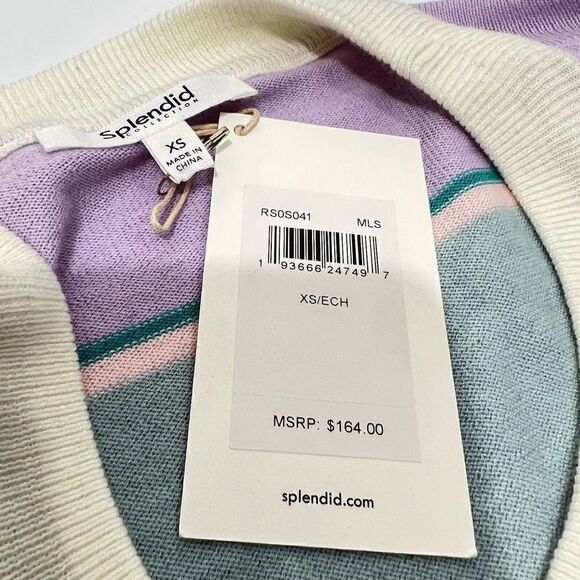 splendid
COLLECTION
XS
MADE IN
CHINA
RS0S041 MLS
1 93666 24749 7
XS/ECH
MSRP: $164.00
splendid.com